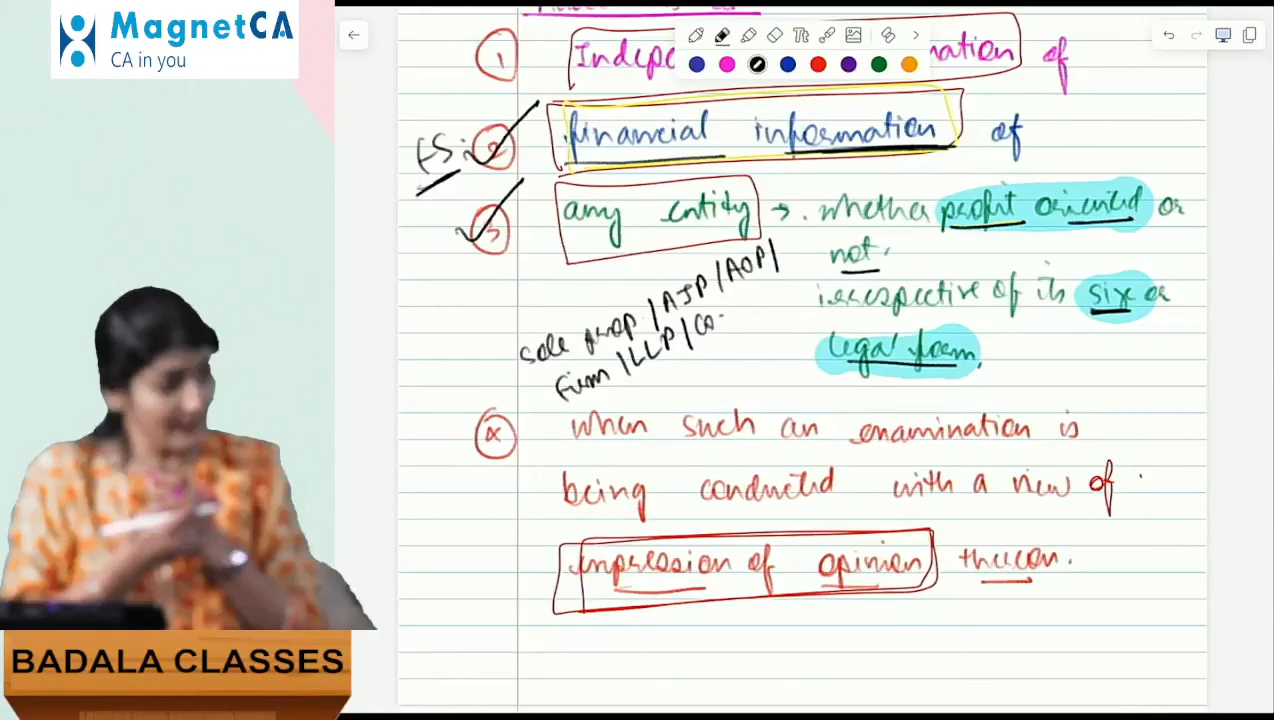 MagnetCA
CA in you
① Indepe nation of
FS: ② financial information of
③ any entity → whether profit oriented or
not.
irrespective of its size or
legal form.
sole prop / AJP / AOP /
Firm / LLP / Co.
when such an examination is
being conducted with a view of
expression of opinion thereon.
BADALA CLASSES